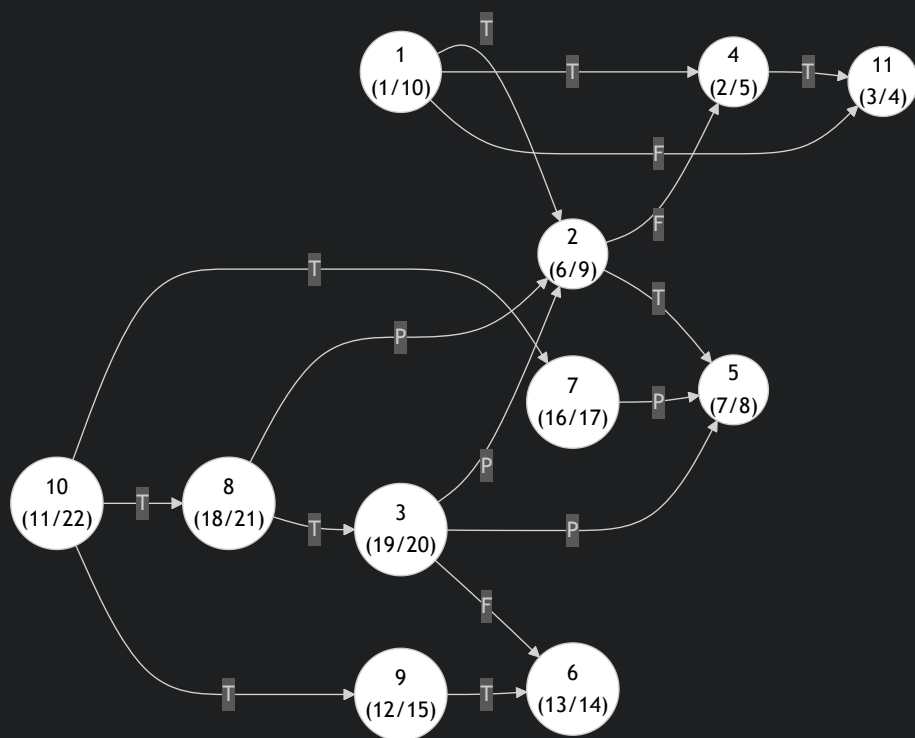 T
1
(1/10)
T
4
(2/5)
T
11
(3/4)
F
F
2
(6/9)
T
T
P
7
(16/17)
P
5
(7/8)
P
10
(11/22)
T
8
(18/21)
T
3
(19/20)
P
F
T
9
(12/15)
T
6
(13/14)